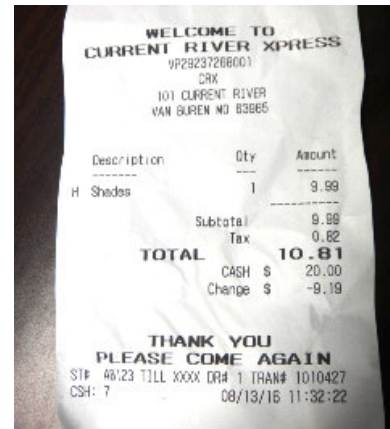 WELCOME TO
CURRENT RIVER XPRESS
VP29237266001
CRX
101 CURRENT RIVER
VAN BUREN MO 63965
Description Qty Amount
------- --- ------
H Shades 1 9.99
----------
Subtotal 9.99
Tax 0.82
TOTAL 10.81
CASH $ 20.00
Change $ -9.19
THANK YOU
PLEASE COME AGAIN
ST# TILL XXXX DR# 1 TRAN# 1010427
CSH: 7 08/13/16 11:32:22